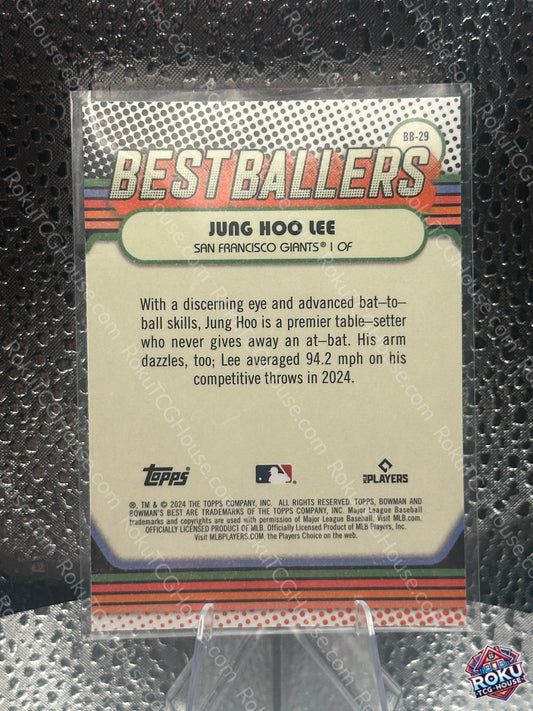 BB-29
BEST BALLERS
JUNG HOO LEE
SAN FRANCISCO GIANTS® | OF
With a discerning eye and advanced bat-to-
ball skills, Jung Hoo is a premier table-setter
who never gives away an at-bat. His arm
dazzles, too; Lee averaged 94.2 mph on his
competitive throws in 2024.
topps
PLAYERS
®, TM & © 2024 THE TOPPS COMPANY, INC. ALL RIGHTS RESERVED. TOPPS, BOWMAN AND
BOWMAN'S BEST ARE TRADEMARKS OF THE TOPPS COMPANY, INC. Major League Baseball
trademarks and copyrights are used with permission of Major League Baseball. Visit MLB.com.
OFFICIALLY LICENSED PRODUCT OF MLB. Officially Licensed Product of MLB Players, Inc.
Visit MLBPLAYERS.COM, the Players Choice on the web.
RokuTCGHouse.com
ROKU
TCG HOUSE